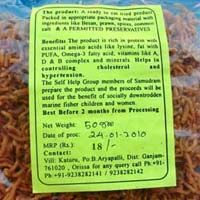 The product: A ready to eat dried product
Packed in appropriate packaging material with
ingredients like Besan, prawn, spices, common
salt & A PERMITTED PRESERVATIVES
Benefits The product is rich in protein with
essential amino acids like lysine, fat with
PUFA, Omega-3 fatty acid, vitamins like A,
D & B complex and minerals. Helps in
controlling cholesterol and
hypertension.
The Self Help Group members of Samudram
prepare the product and the proceeds will be
used for the benefit of socially downtrodden
marine fisher children and women.
Best Before 2 months from Processing
Net Weight: 50gm
Date of proc: 24-01-2010
MRP (Rs.) 18/-
Contact:
Vill: Katuru, Po:B.Aryapalli, Dist: Ganjam-
761020, Orissa for any query call Ph:-
Ph:+91-9238282141 / 9238282142